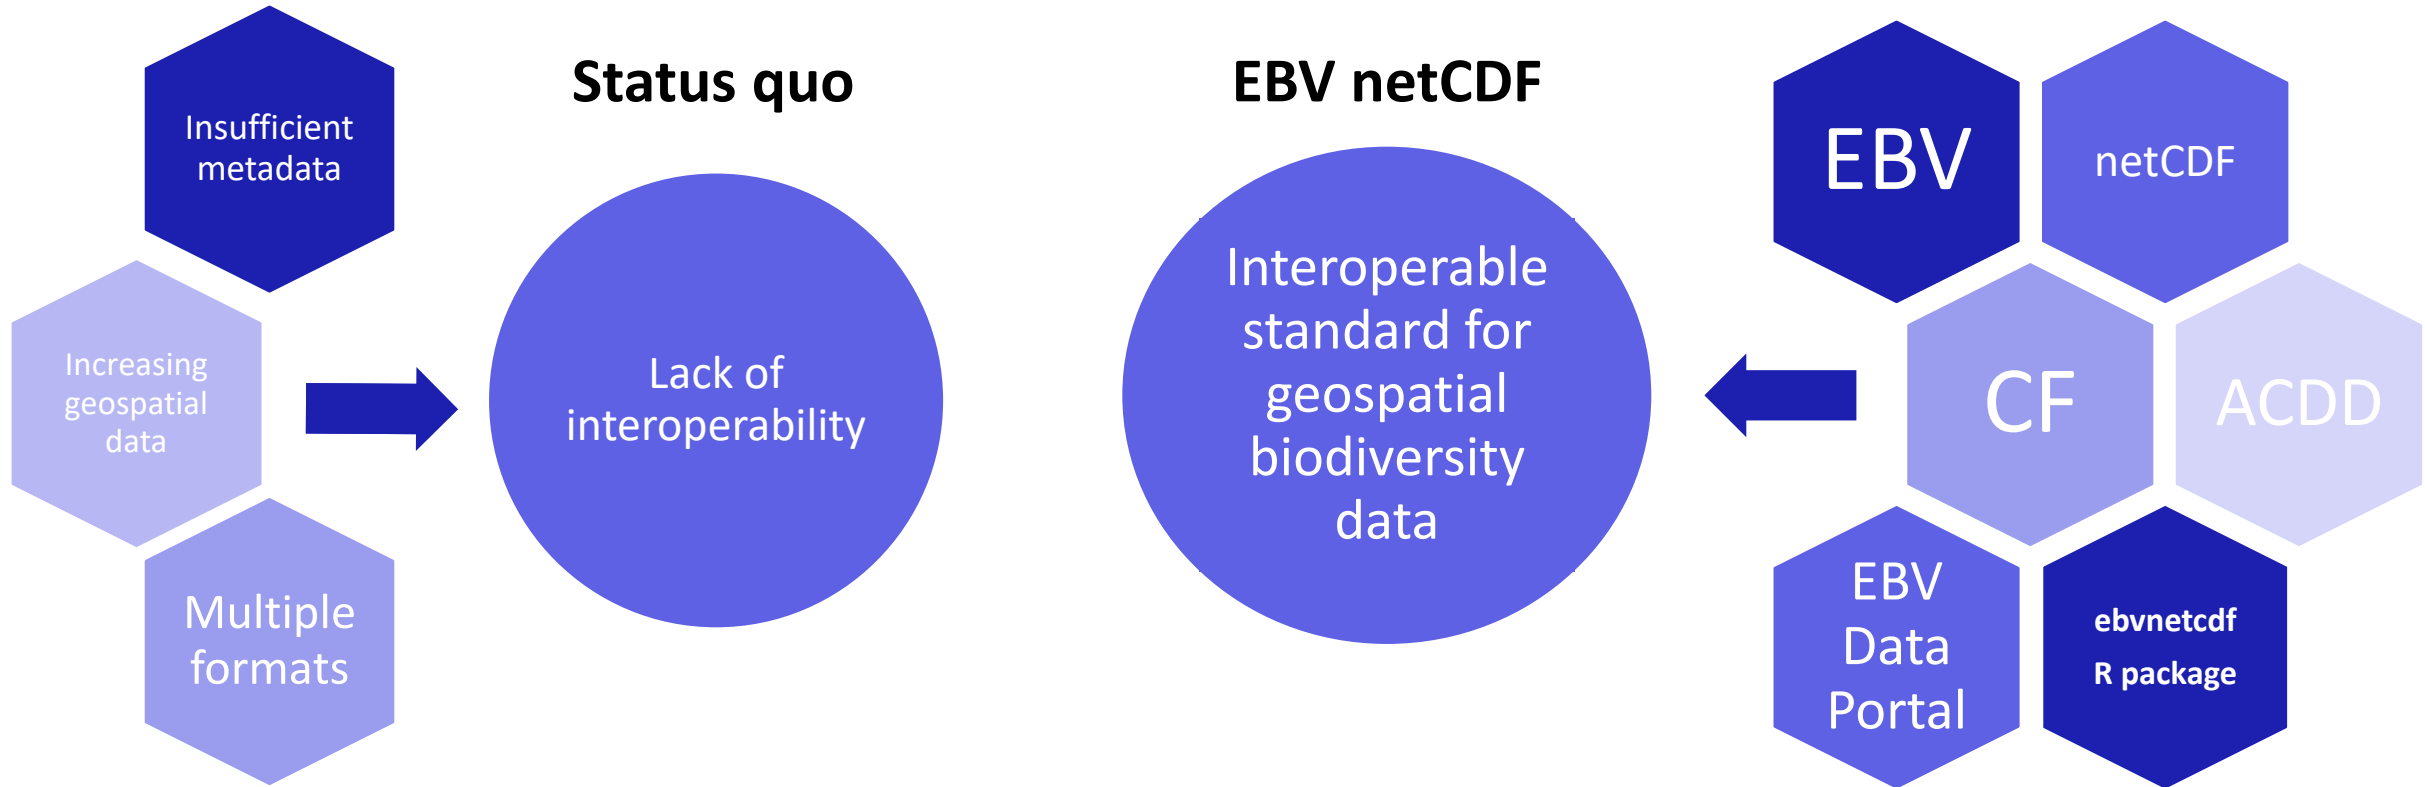 Status quo
Insufficient
metadata
Increasing
geospatial
data
Multiple
formats
Lack of
interoperability
EBV netCDF
Interoperable
standard for
geospatial
biodiversity
data
EBV
netCDF
CF
ACDD
EBV
Data
Portal
ebvnetcdf
R package